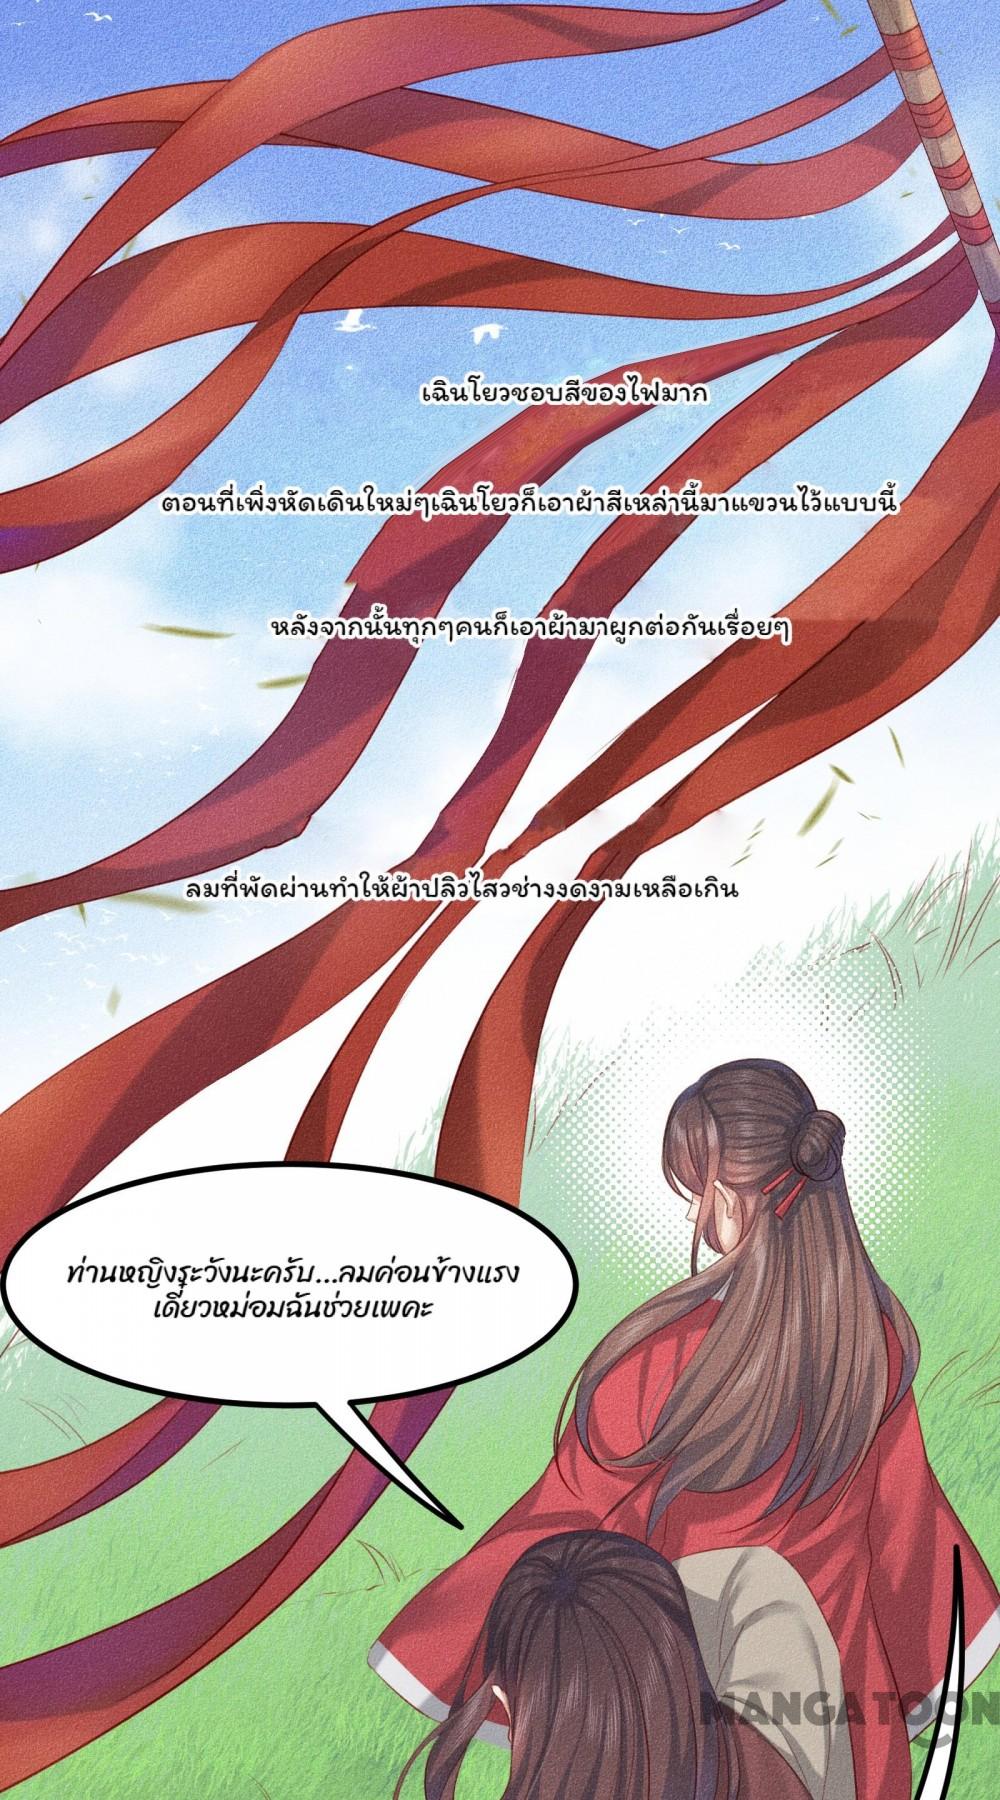 เฉินโยวชอบสีของไฟมาก
ตอนที่เพิ่งหัดเดินใหม่ๆเฉินโยวก็เอาผ้าสีเหล่านี้มาแขวนไว้แบบนี้
หลังจากนั้นทุกๆคนก็เอาผ้ามาผูกต่อกันเรื่อยๆ
ลมที่พัดผ่านทำให้ผ้าปลิวไสวช่างงดงามเหลือเกิน
ท่านหญิงระวังนะครับ...ลมค่อนข้างแรง
เดี๋ยวหม่อมฉันช่วยเพคะ
MANGA TOON